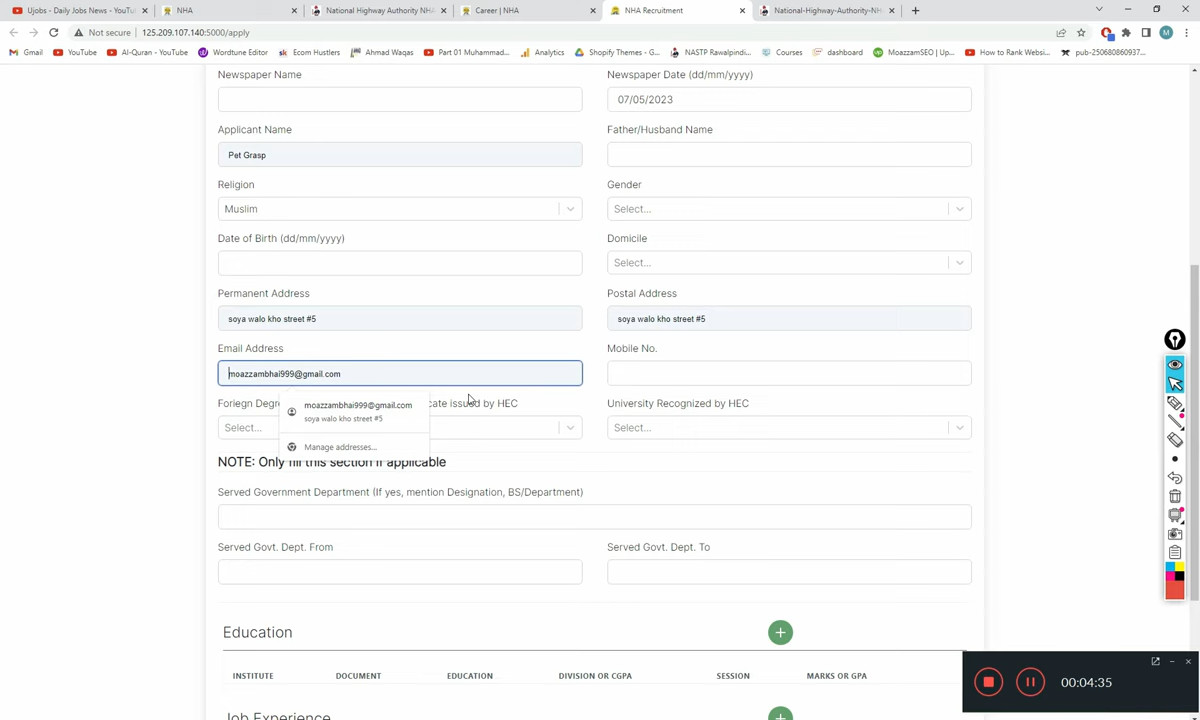 Ujobs - Daily Jobs News - YouTu
NHA
National Highway Authority NHA
Career | NHA
NHA Recruitment
National-Highway-Authority-NH
Not secure
125.209.107.140:5000/apply
Gmail
YouTube
Al-Quran - YouTube
Wordtune Editor
Ecom Hustlers
Ahmad Waqas
Part 01 Muhammad...
Analytics
Shopify Themes - G...
NASTP Rawalpindi...
Courses
dashboard
MoazzamSEO | Up...
How to Rank Websi...
pub-250680860937...
M
Newspaper Name
Newspaper Date (dd/mm/yyyy)
07/05/2023
Applicant Name
Father/Husband Name
Pet Grasp
Religion
Gender
Muslim
Select...
Date of Birth (dd/mm/yyyy)
Domicile
Select...
Permanent Address
Postal Address
soya walo kho street #5
soya walo kho street #5
Email Address
Mobile No.
moazzambhai999@gmail.com
Foriegn Degre
cate issued by HEC
University Recognized by HEC
moazzambhai999@gmail.com
soya walo kho street #5
Select...
Select...
Manage addresses...
NOTE: Only fill this section if applicable
Served Government Department (If yes, mention Designation, BS/Department)
Served Govt. Dept. From
Served Govt. Dept. To
Education
INSTITUTE
DOCUMENT
EDUCATION
DIVISION OR CGPA
SESSION
MARKS OR GPA
00:04:35
Job Experience